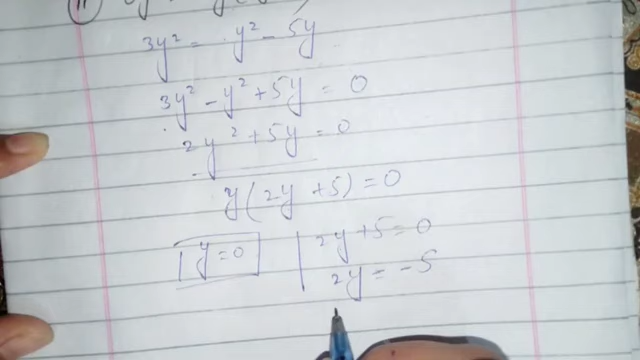 3y² = y² - 5y
3y² - y² + 5y = 0
2y² + 5y = 0
y(2y + 5) = 0
y = 0 | 2y + 5 = 0
2y = -5